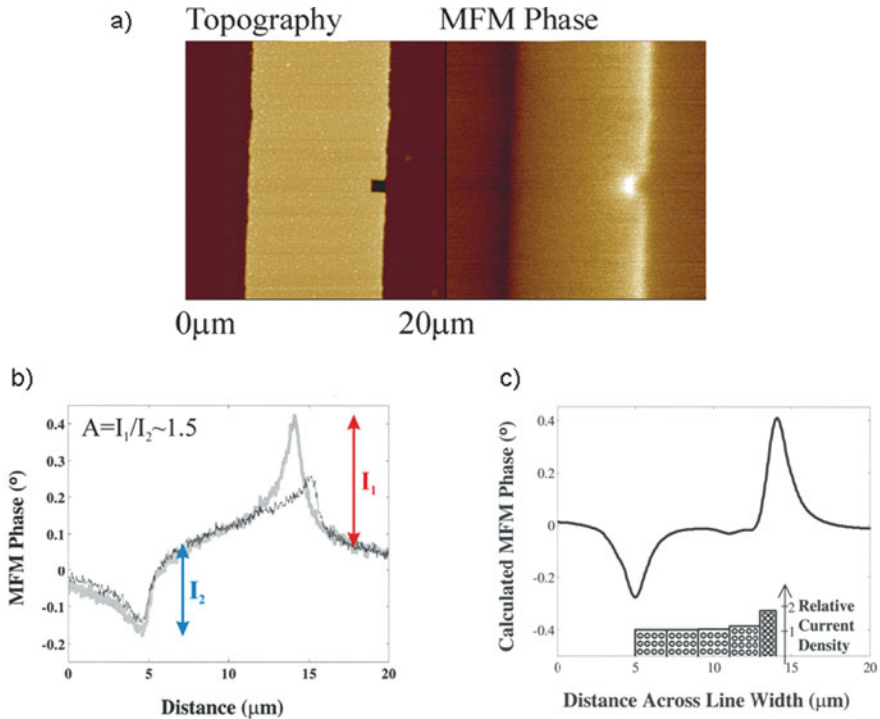 a)
Topography MFM Phase
0μm 20μm
b)
A=I₁/I₂~1.5
I₁
I₂
MFM Phase (°)
0.4
0.3
0.2
0.1
0
-0.1
-0.2
0 5 10 15 20
Distance (μm)
c)
Calculated MFM Phase (°)
0.4
0.2
0
-0.2
-0.4
2
1
Relative
Current
Density
0 5 10 15 20
Distance Across Line Width (μm)